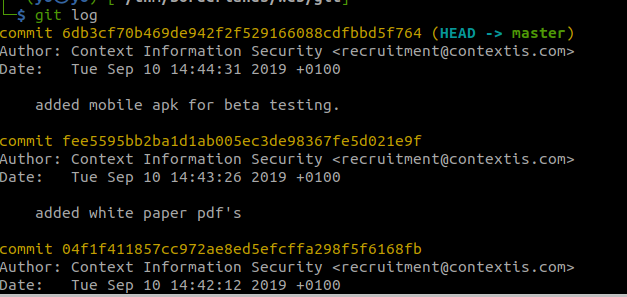 └─$ git log
commit 6db3cf70b469de942f2f529166088cdfbbd5f764 (HEAD -> master)
Author: Context Information Security <recruitment@contextis.com>
Date:   Tue Sep 10 14:44:31 2019 +0100
added mobile apk for beta testing.
commit fee5595bb2ba1d1ab005ec3de98367fe5d021e9f
Author: Context Information Security <recruitment@contextis.com>
Date:   Tue Sep 10 14:43:26 2019 +0100
added white paper pdf's
commit 04f1f411857cc972ae8ed5efcffa298f5f6168fb
Author: Context Information Security <recruitment@contextis.com>
Date:   Tue Sep 10 14:42:12 2019 +0100